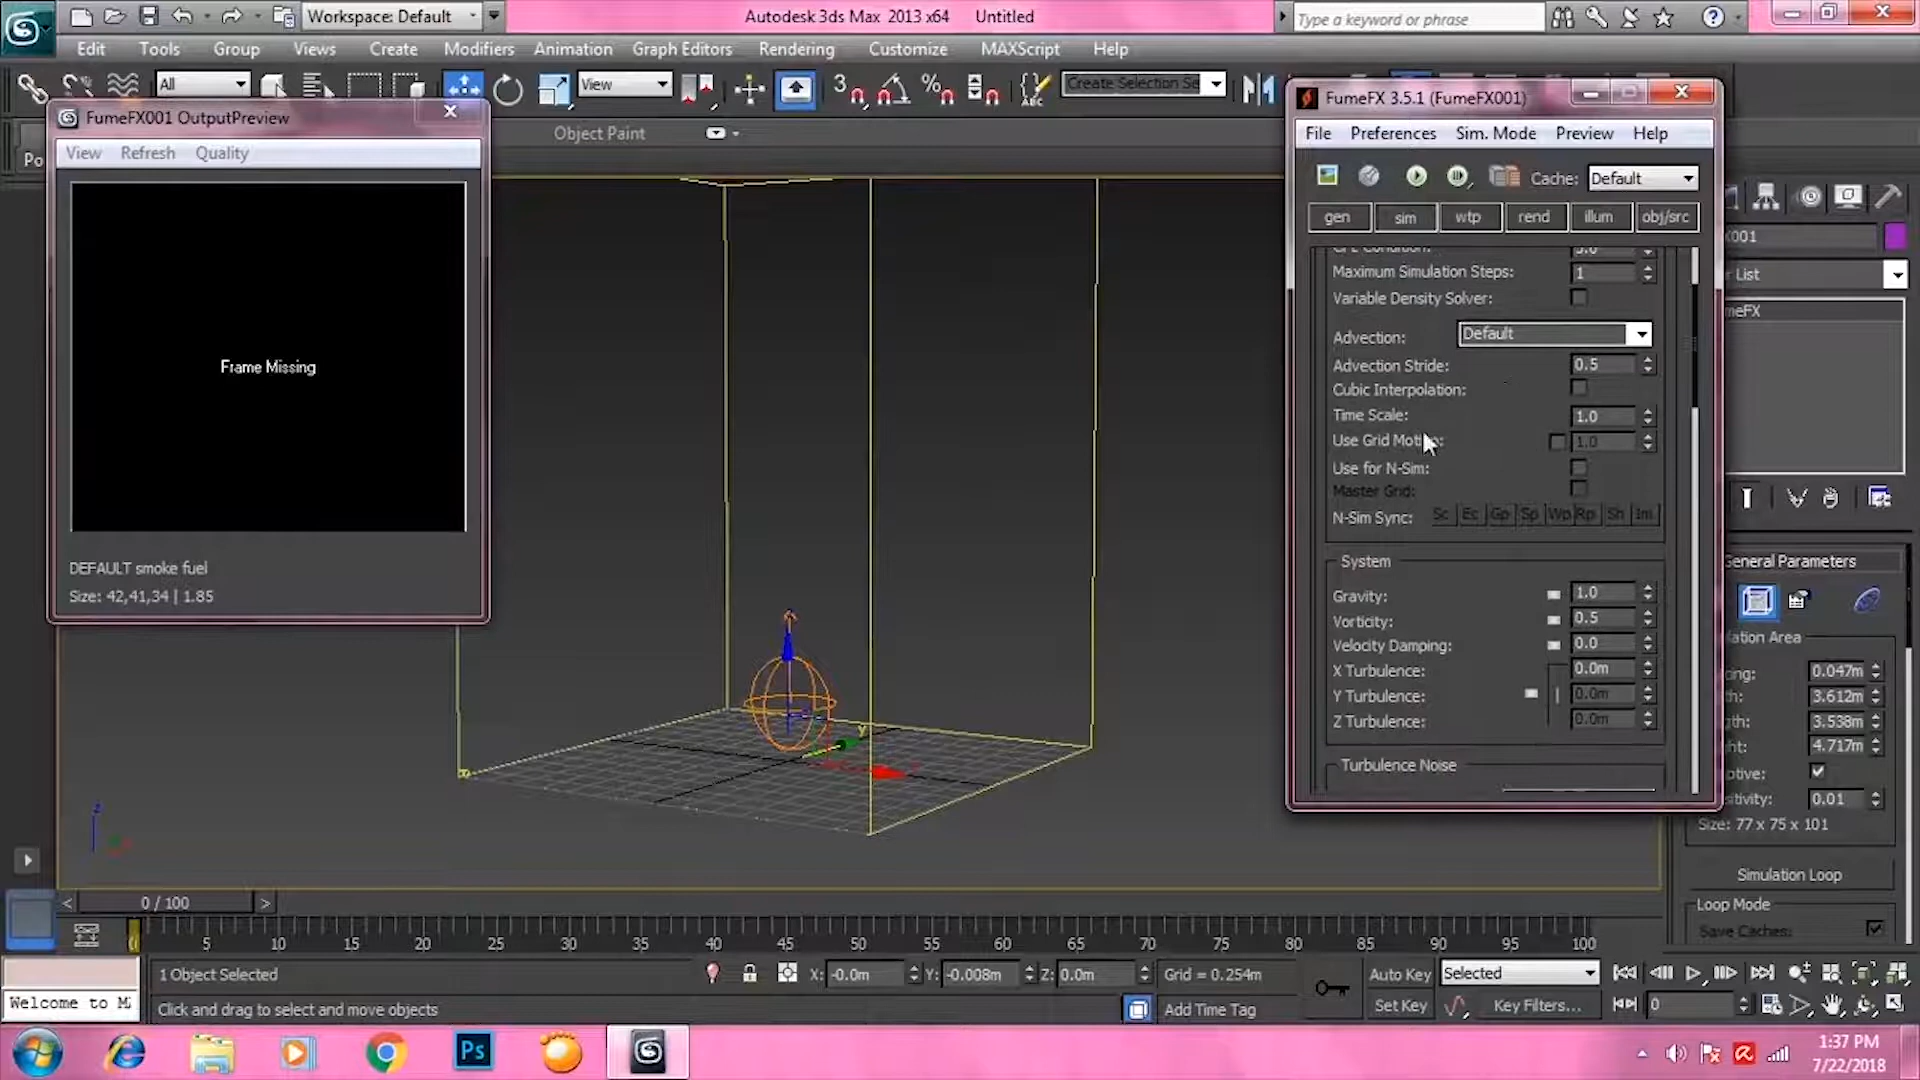 Workspace: Default
Autodesk 3ds Max 2013 x64 Untitled
Type a keyword or phrase
Edit Tools Group Views Create Modifiers Animation Graph Editors Rendering Customize MAXScript Help
All
View
3
Create Selection Se
Object Paint
Po
FumeFX001 OutputPreview
View Refresh Quality
Frame Missing
DEFAULT smoke fuel
Size: 42,41,34 | 1.85
FumeFX 3.5.1 (FumeFX001)
File Preferences Sim. Mode Preview Help
Cache: Default
gen sim wtp rend illum obj/src
Maximum Simulation Steps: 1
Variable Density Solver:
Advection: Default
Advection Stride: 0.5
Cubic Interpolation:
Time Scale: 1.0
Use Grid Motion: 1.0
Use for N-Sim:
Master Grid:
N-Sim Sync: Sc Ec Gp Sp Wp Rp Sh Im
System
Gravity: 1.0
Vorticity: 0.5
Velocity Damping: 0.0
X Turbulence: 0.0m
Y Turbulence: 0.0m
Z Turbulence: 0.0m
Turbulence Noise
X001
r List
meFX
General Parameters
lation Area
ing: 0.047m
th: 3.612m
gth: 3.538m
ht: 4.717m
ptive:
sitivity: 0.01
Size: 77 x 75 x 101
Simulation Loop
Loop Mode
Save Caches:
y
z
< 0 / 100 >
0 5 10 15 20 25 30 35 40 45 50 55 60 65 70 75 80 85 90 95 100
1 Object Selected
X: -0.0m Y: -0.008m Z: 0.0m Grid = 0.254m
Auto Key Selected
Welcome to M
Click and drag to select and move objects
Add Time Tag
Set Key Key Filters... 0
Ps
1:37 PM
7/22/2018